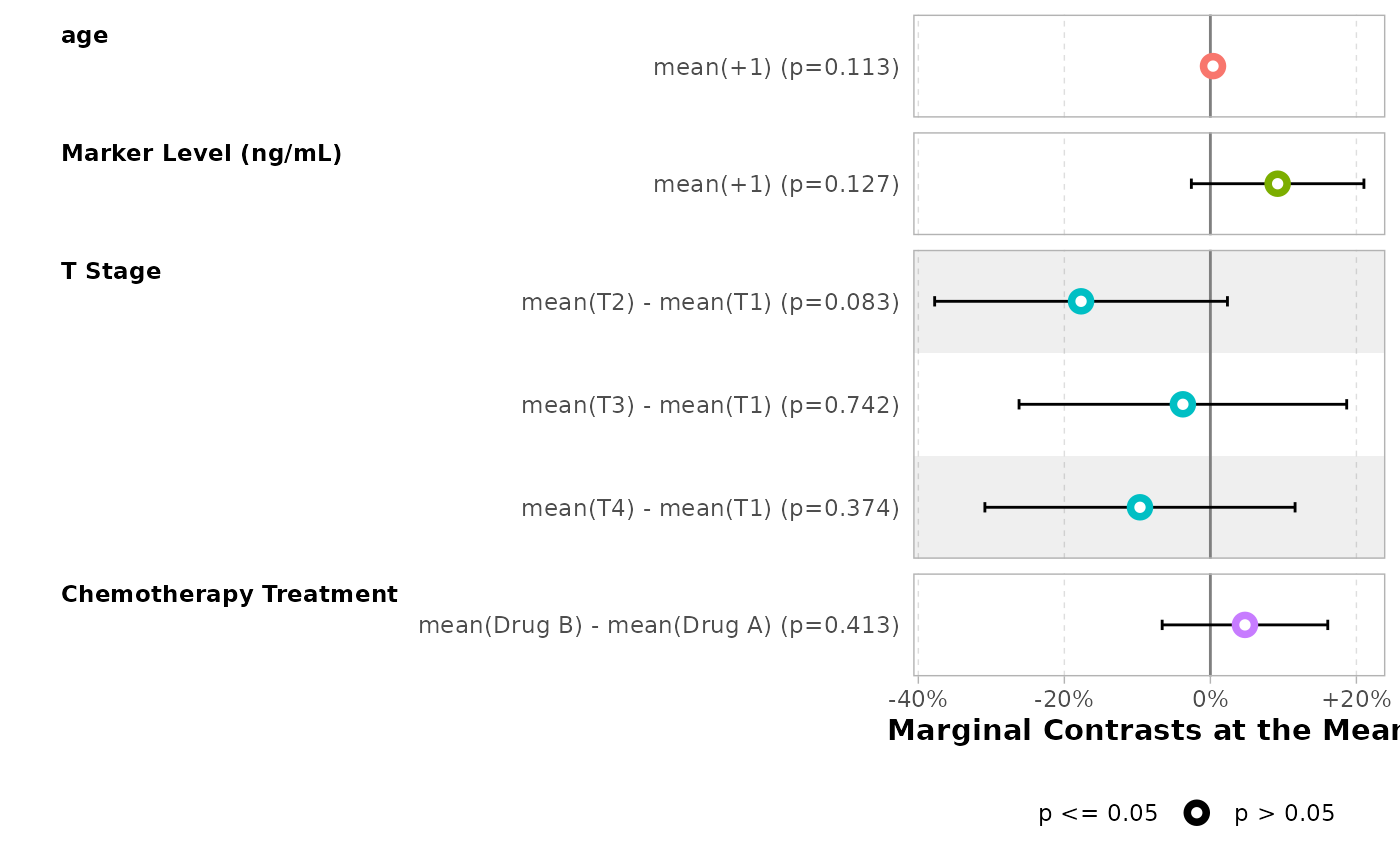 age
mean(+1) (p=0.113)
Marker Level (ng/mL)
mean(+1) (p=0.127)
T Stage
mean(T2) - mean(T1) (p=0.083)
mean(T3) - mean(T1) (p=0.742)
mean(T4) - mean(T1) (p=0.374)
Chemotherapy Treatment
mean(Drug B) - mean(Drug A) (p=0.413)
-40% -20% 0% +20%
Marginal Contrasts at the Mean
p <= 0.05 p > 0.05